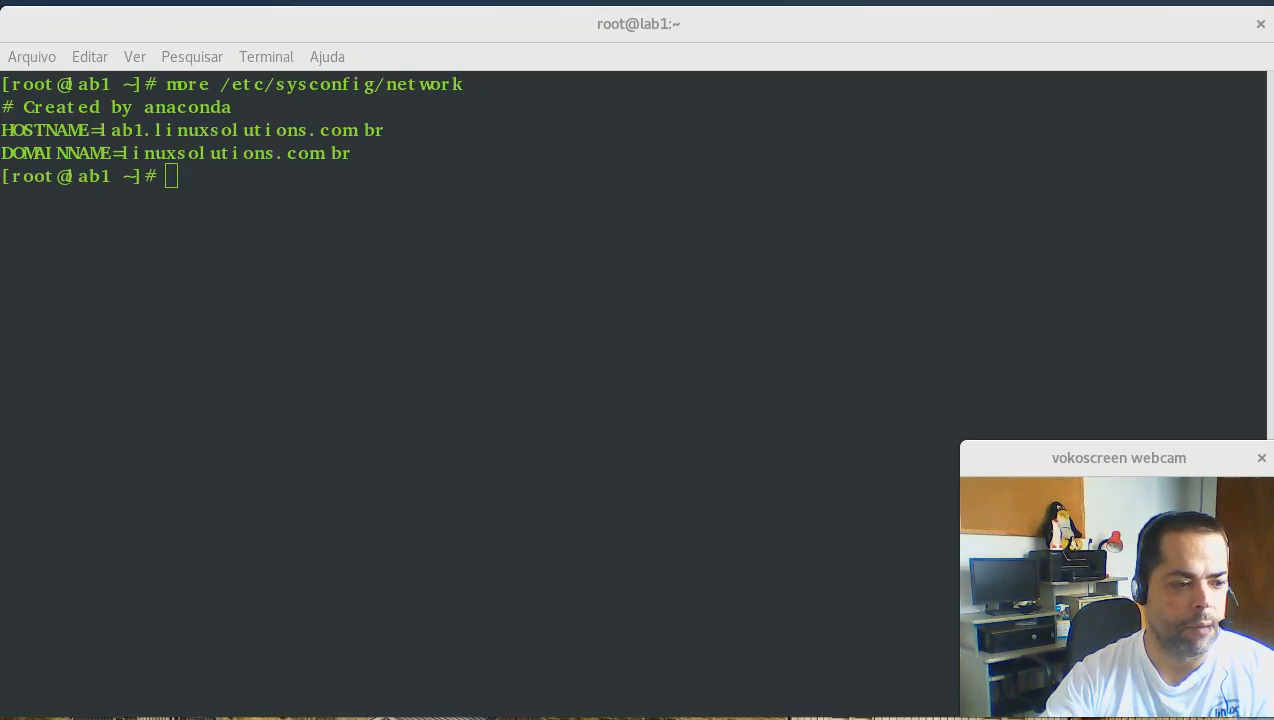 root@lab1:~
Arquivo Editar Ver Pesquisar Terminal Ajuda
[root@lab1 ~]# more /etc/sysconfig/network
# Created by anaconda
HOSTNAME=lab1.linuxsolutions.com br
DOMAINNAME=linuxsolutions.com br
[root@lab1 ~]#
vokoscreen webcam
linux